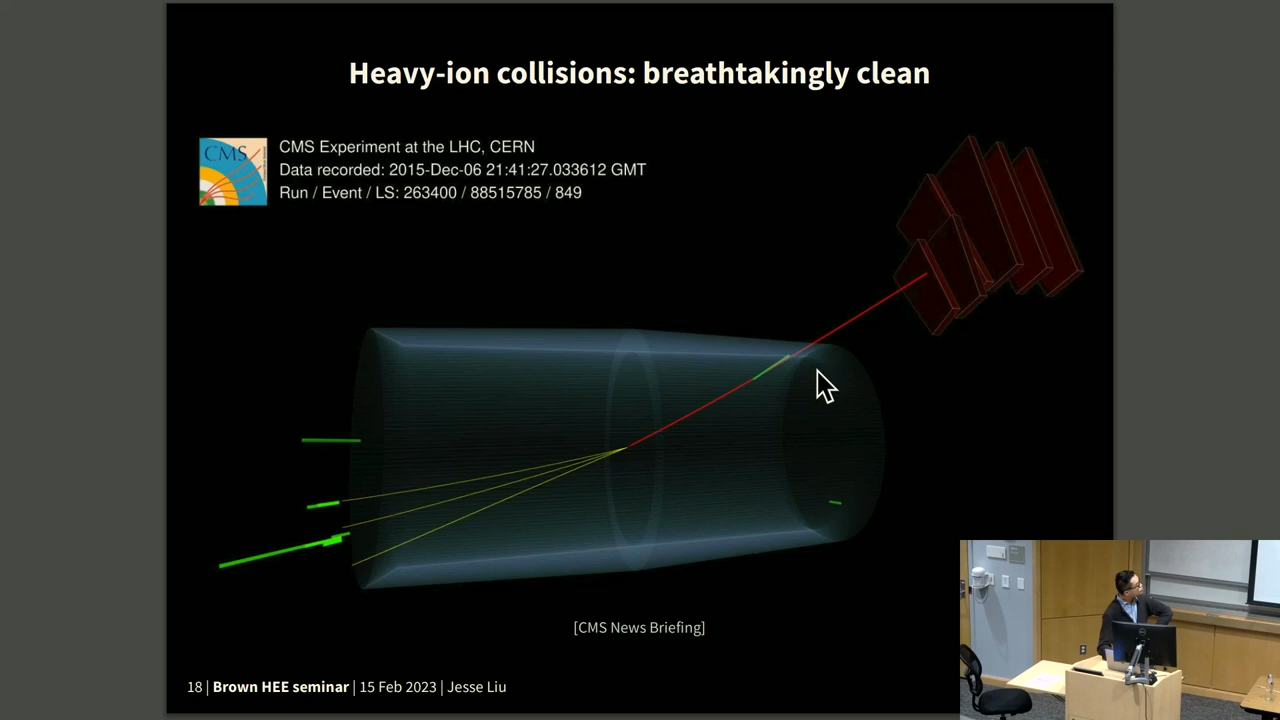 Heavy-ion collisions: breathtakingly clean
CMS
CMS Experiment at the LHC, CERN
Data recorded: 2015-Dec-06 21:41:27.033612 GMT
Run / Event / LS: 263400 / 88515785 / 849
[CMS News Briefing]
18 | Brown HEE seminar | 15 Feb 2023 | Jesse Liu